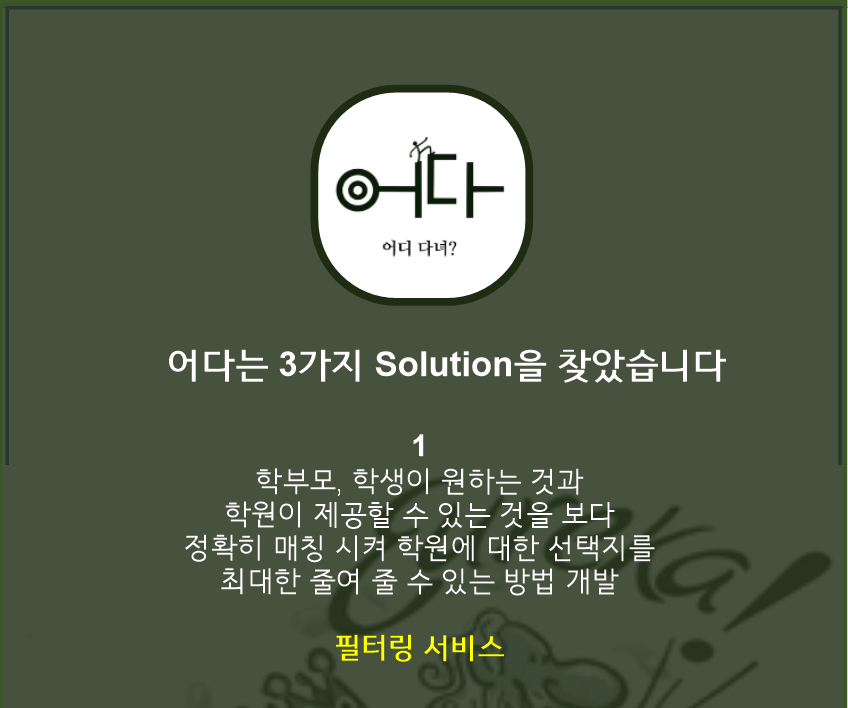 어다
어디 다녀?
어다는 3가지 Solution을 찾았습니다
1
학부모, 학생이 원하는 것과
학원이 제공할 수 있는 것을 보다
정확히 매칭 시켜 학원에 대한 선택지를
최대한 줄여 줄 수 있는 방법 개발
Eureka!
필터링 서비스